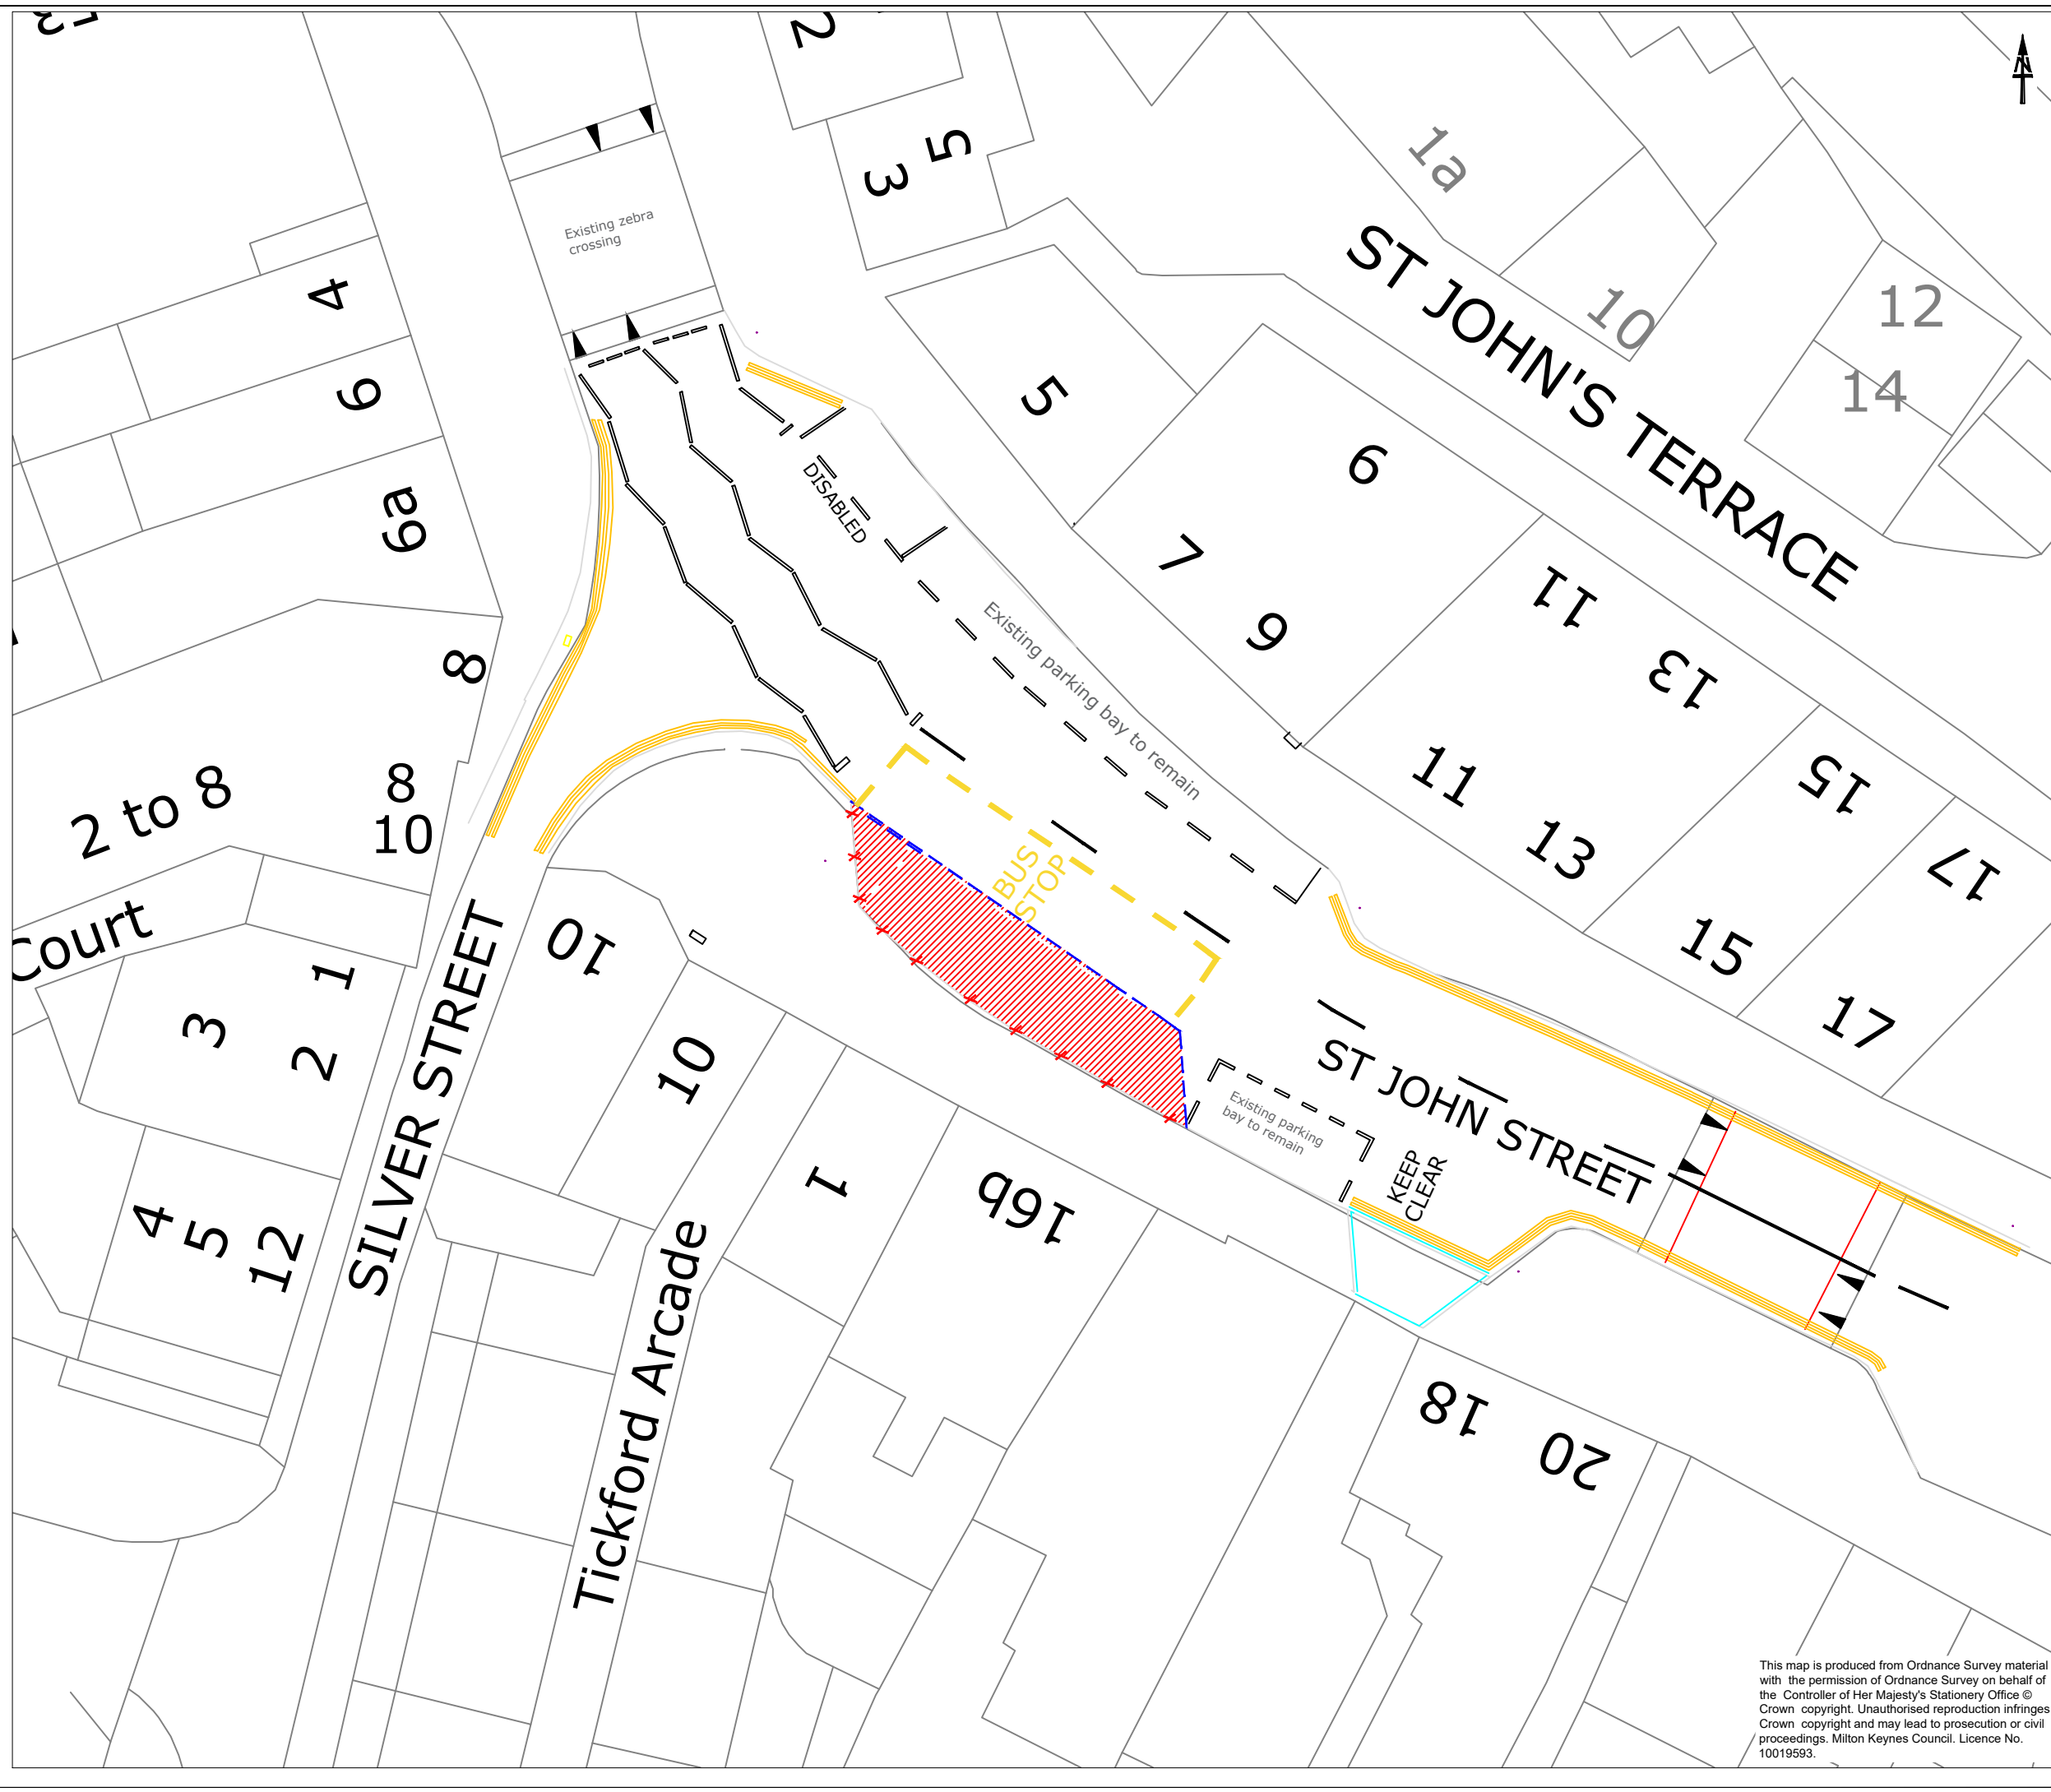 2
3
5
1a
10
12
14
Existing zebra
crossing
ST JOHN'S TERRACE
4
6
6a
8
5
6
7
9
11
13
15
17
DISABLED
Existing parking bay to remain
11
13
15
17
2 to 8
8
10
Court
BUS
STOP
10
10
1
3
2
SILVER STREET
ST JOHN STREET
Existing parking
bay to remain
KEEP
CLEAR
4
5
12
1
16b
Tickford Arcade
18
20
N
This map is produced from Ordnance Survey material
with the permission of Ordnance Survey on behalf of
the Controller of Her Majesty's Stationery Office ©
Crown copyright. Unauthorised reproduction infringes
Crown copyright and may lead to prosecution or civil
proceedings. Milton Keynes Council. Licence No.
10019593.